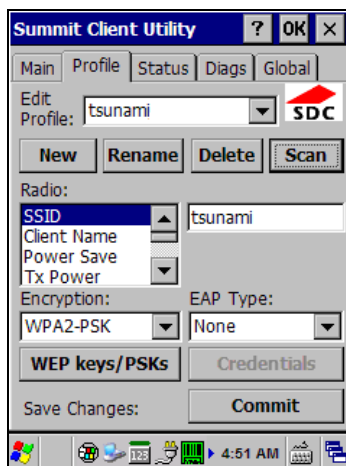 Summit Client Utility ? OK ×
Main Profile Status Diags Global
Edit Profile: tsunami SDC
New Rename Delete Scan
Radio:
SSID tsunami
Client Name
Power Save
Tx Power
Encryption: EAP Type:
WPA2-PSK None
WEP keys/PSKs Credentials
Save Changes: Commit
123 4:51 AM